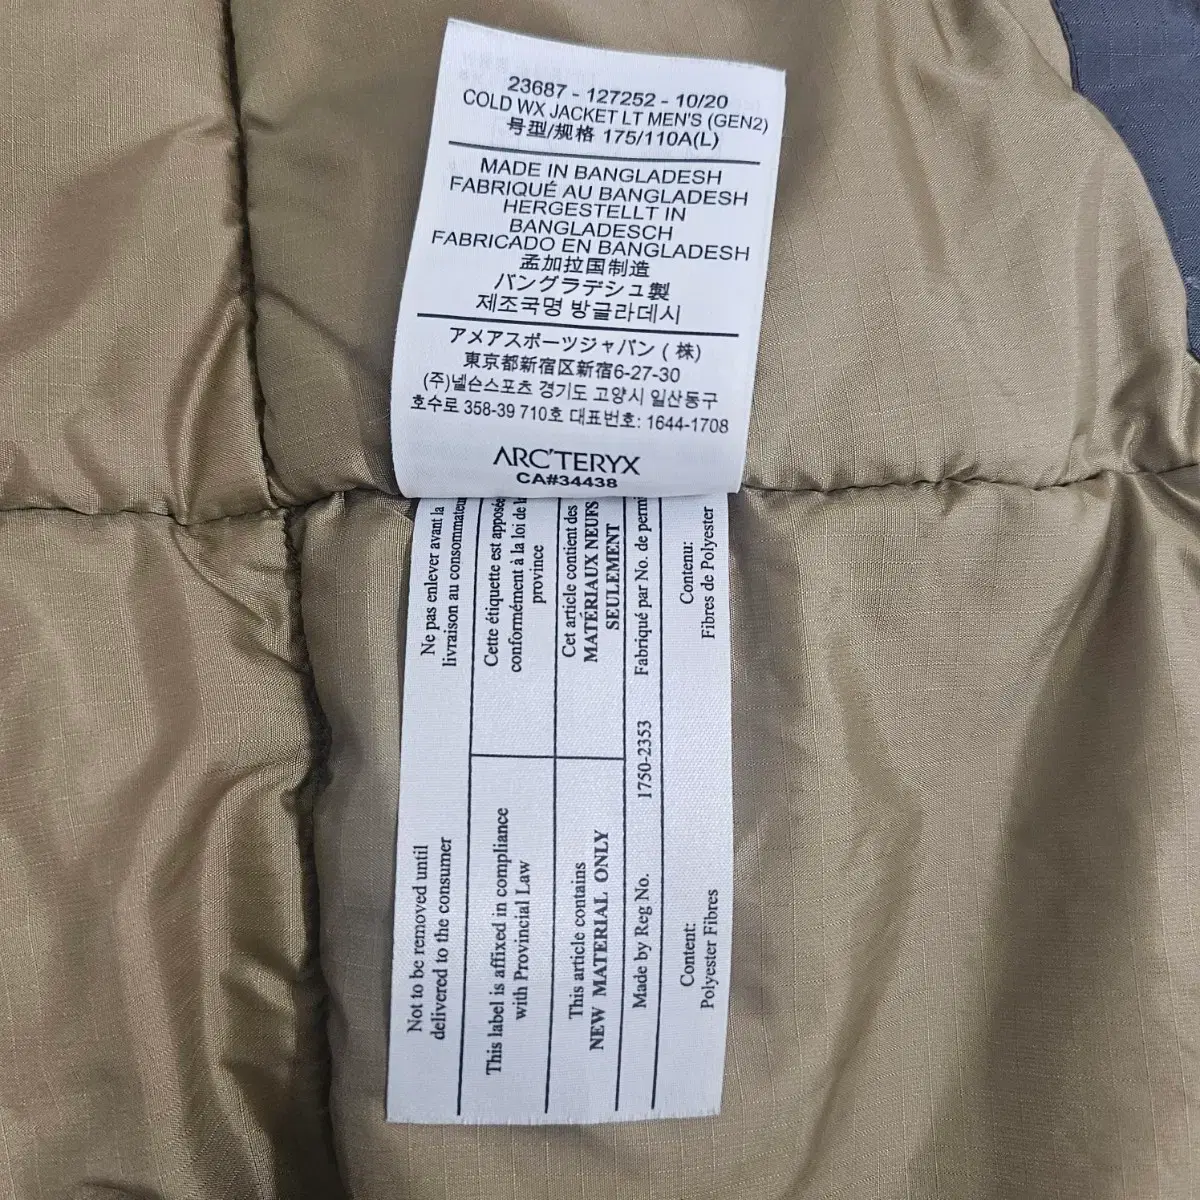 23687 - 127252 - 10/20
COLD WX JACKET LT MEN'S (GEN2)
号型/规格 175/110A(L)
MADE IN BANGLADESH
FABRIQUÉ AU BANGLADESH
HERGESTELLT IN
BANGLADESCH
FABRICADO EN BANGLADESH
孟加拉国制造
バングラデシュ製
제조국명 방글라데시
アメアスポーツジャパン (株)
東京都新宿区新宿6-27-30
(주)넬슨스포츠 경기도 고양시 일산동구
호수로 358-39 710호 대표번호: 1644-1708
ARC'TERYX
CA#34438
Ne pas enlever avant la
livraison au consommateur
Cette étiquette est apposée
conformément à la loi de la
province
Cet article contient des
MATÉRIAUX NEUFS
SEULEMENT
Fabriqué par No. de permi
Contenu:
Fibres de Polyester
1750-2353
Not to be removed until
delivered to the consumer
This label is affixed in compliance
with Provincial Law
This article contains
NEW MATERIAL ONLY
Made by Reg No.
Content:
Polyester Fibres